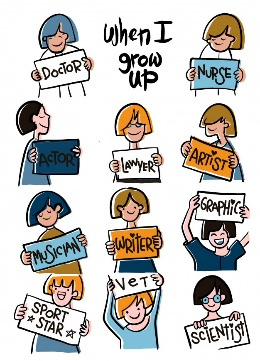 When I
grow
up
DOCTOR
NURSE
ACTOR
LAWYER
ARTIST
MUSICIAN
WRITER
GRAPHIC
SPORT
STAR
VET
SCIENTIST